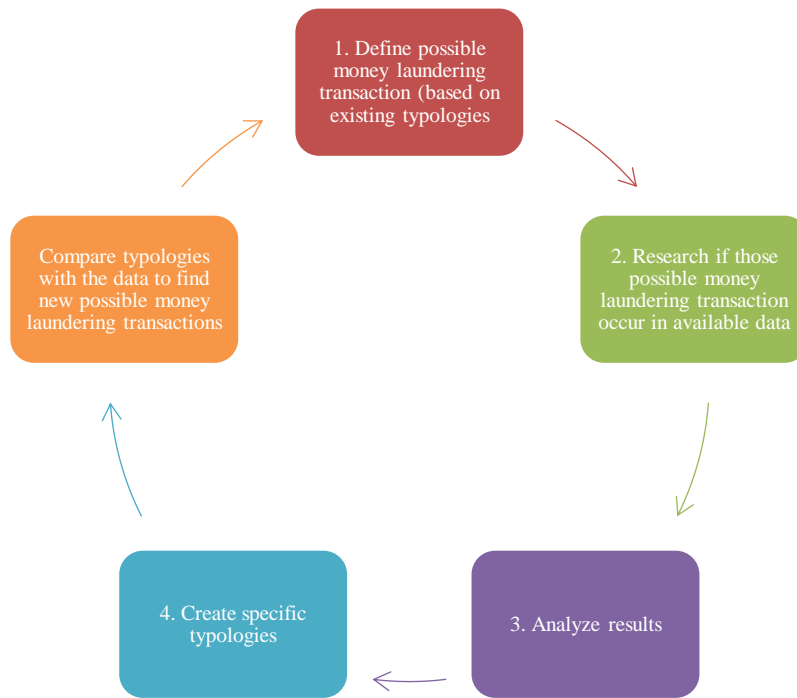 1. Define possible
money laundering
transaction (based on
existing typologies
2. Research if those
possible money
laundering transaction
occur in available data
3. Analyze results
4. Create specific
typologies
Compare typologies
with the data to find
new possible money
laundering transactions